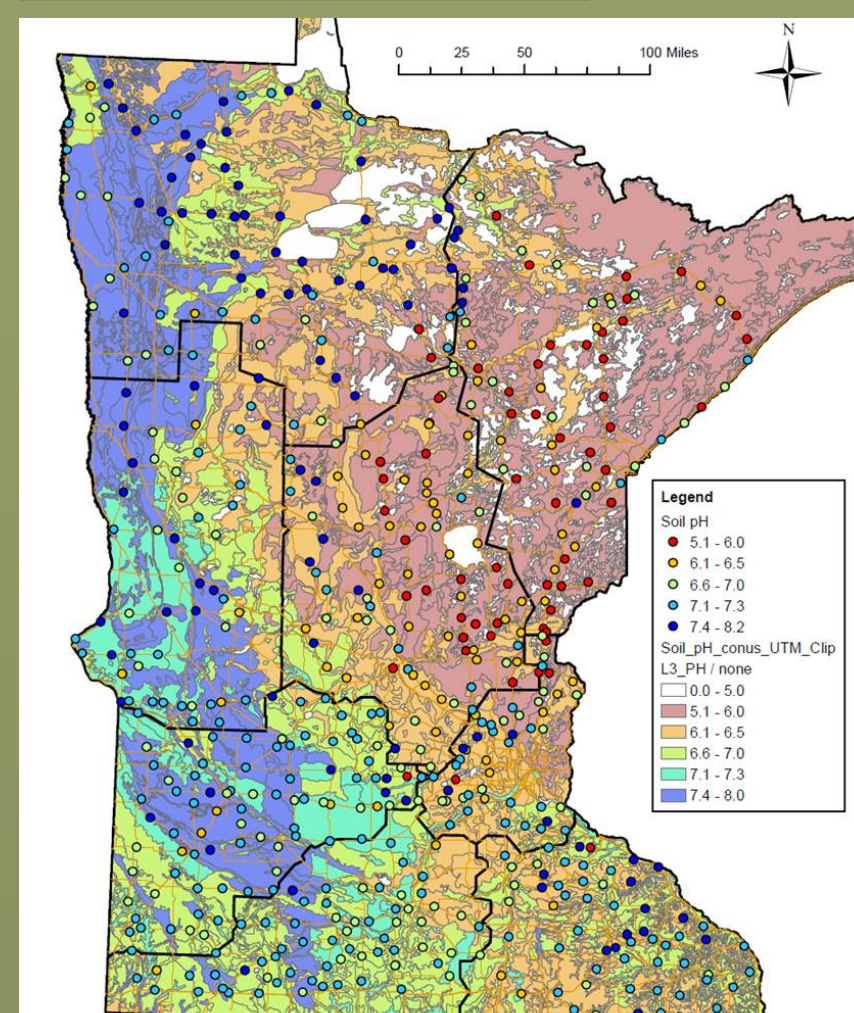 N
0 25 50 100 Miles
Legend
Soil pH
5.1 - 6.0
6.1 - 6.5
6.6 - 7.0
7.1 - 7.3
7.4 - 8.2
Soil_pH_conus_UTM_Clip
L3_PH / none
0.0 - 5.0
5.1 - 6.0
6.1 - 6.5
6.6 - 7.0
7.1 - 7.3
7.4 - 8.0